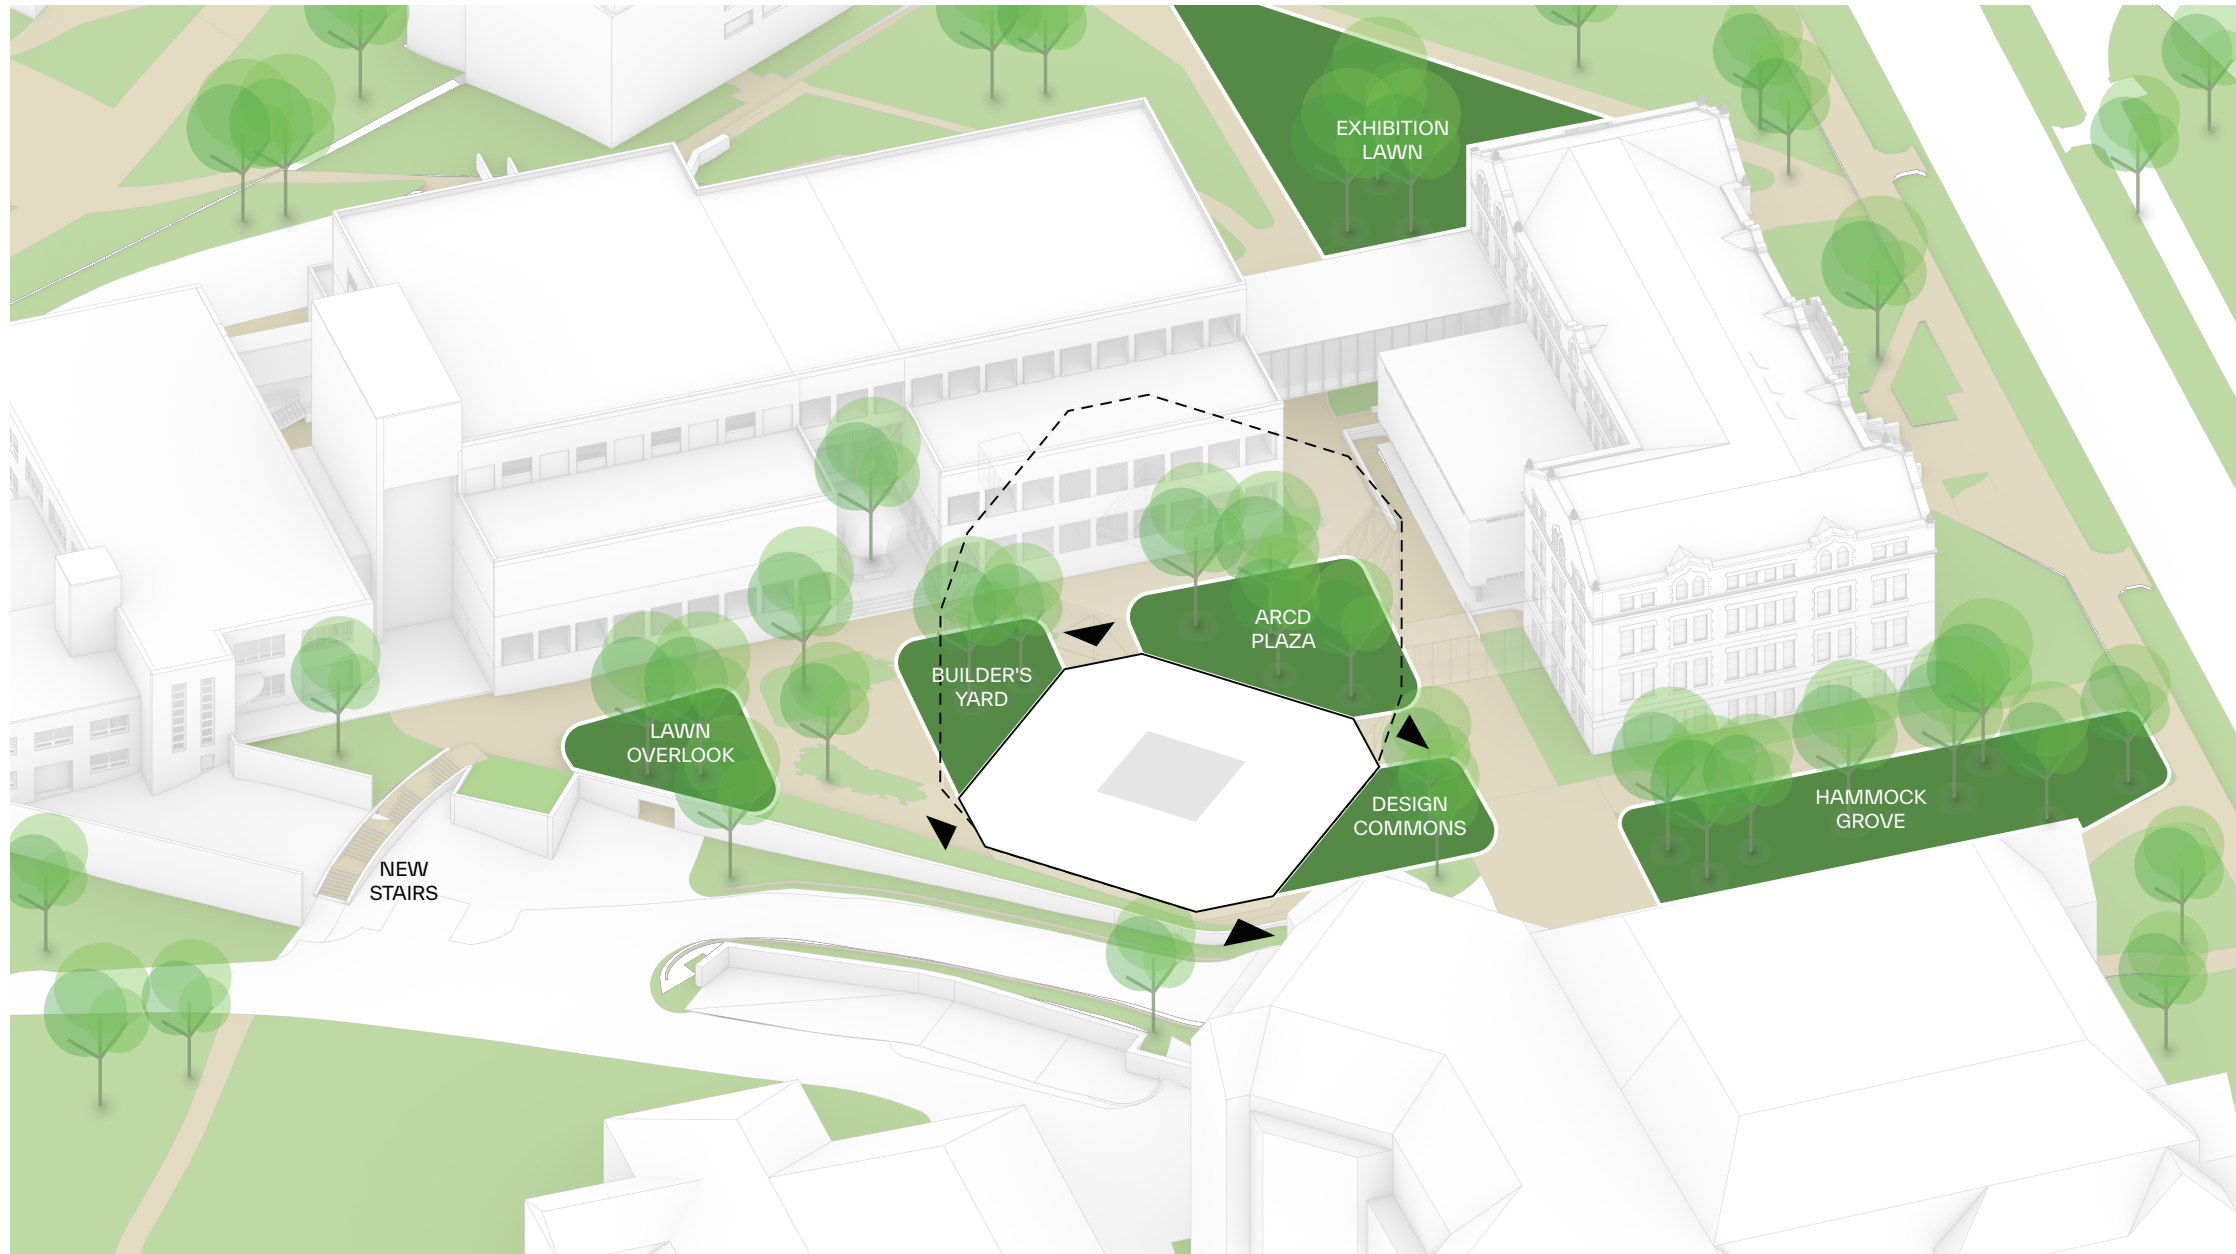 EXHIBITION
LAWN
ARCD
PLAZA
BUILDER'S
YARD
LAWN
OVERLOOK
DESIGN
COMMONS
HAMMOCK
GROVE
NEW
STAIRS